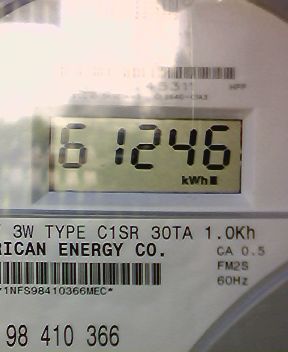 61246
kWh
3W TYPE C1SR 30TA 1.0Kh
RICAN ENERGY CO.
CA 0.5
FM2S
60Hz
*1NFS98410366MEC*
98 410 366